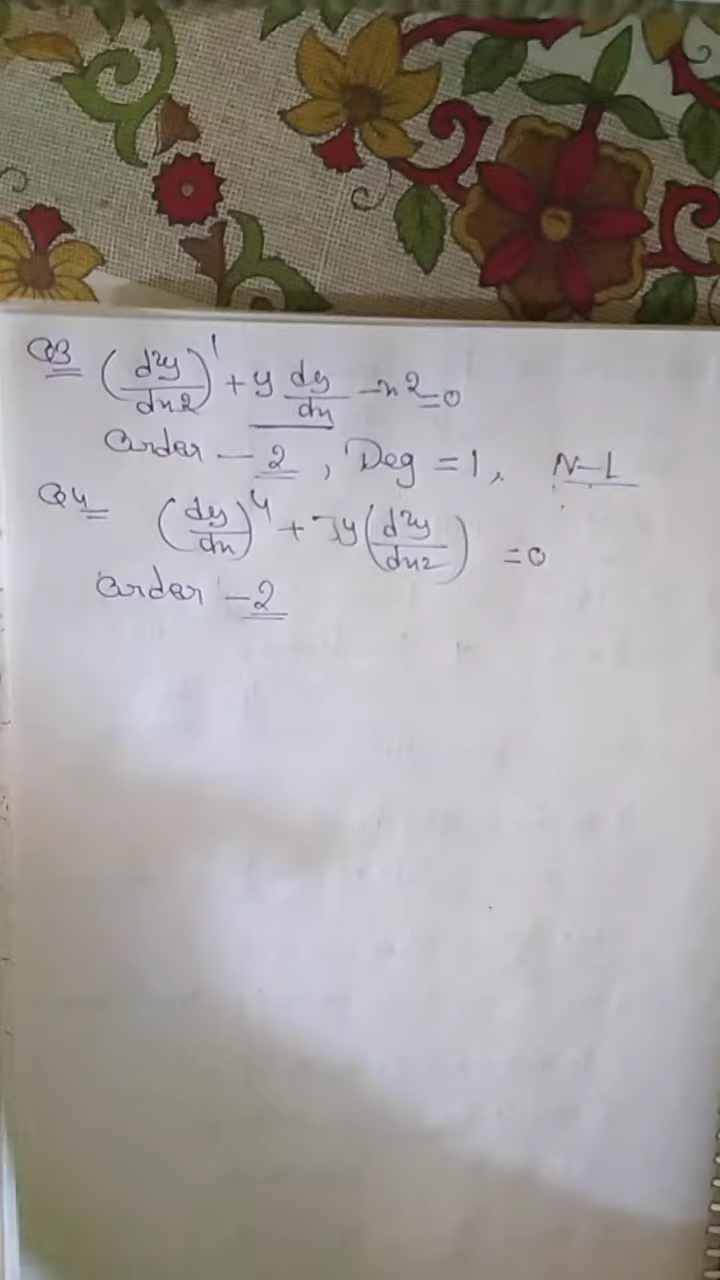 Q3 (d²y/dx2)¹ + y dy/dx - x2 = 0
Order - 2, Deg = 1, N-L
Q4 (dy/dx)⁴ + 3y(d²y/dx2) = 0
Order - 2